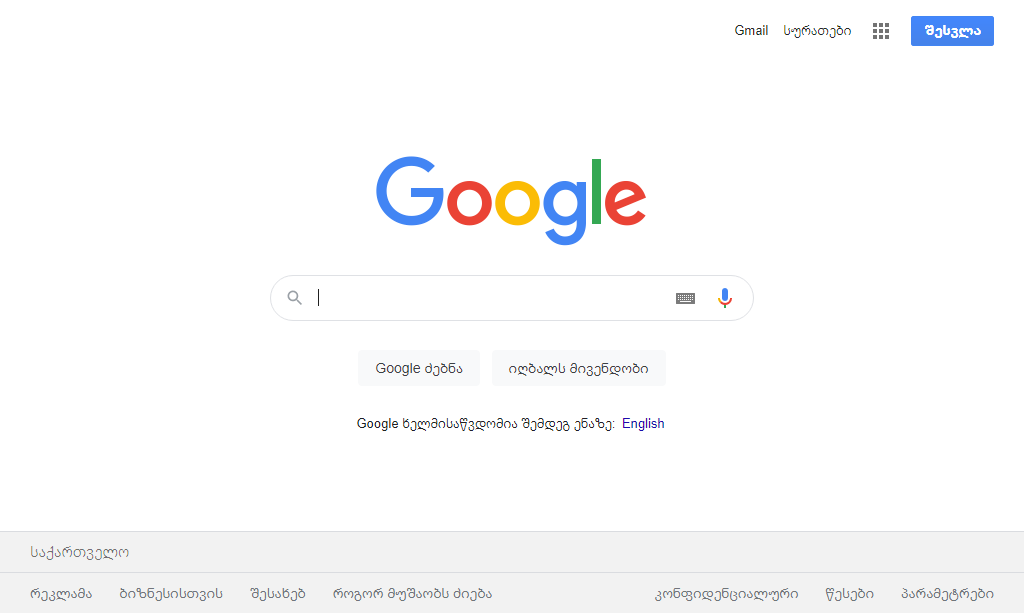 Gmail სურათები შესვლა
Google
Google ძებნა იღბალს მივენდობი
Google ხელმისაწვდომია შემდეგ ენაზე: English
საქართველო
რეკლამა ბიზნესისთვის შესახებ როგორ მუშაობს ძიება კონფიდენციალური წესები პარამეტრები